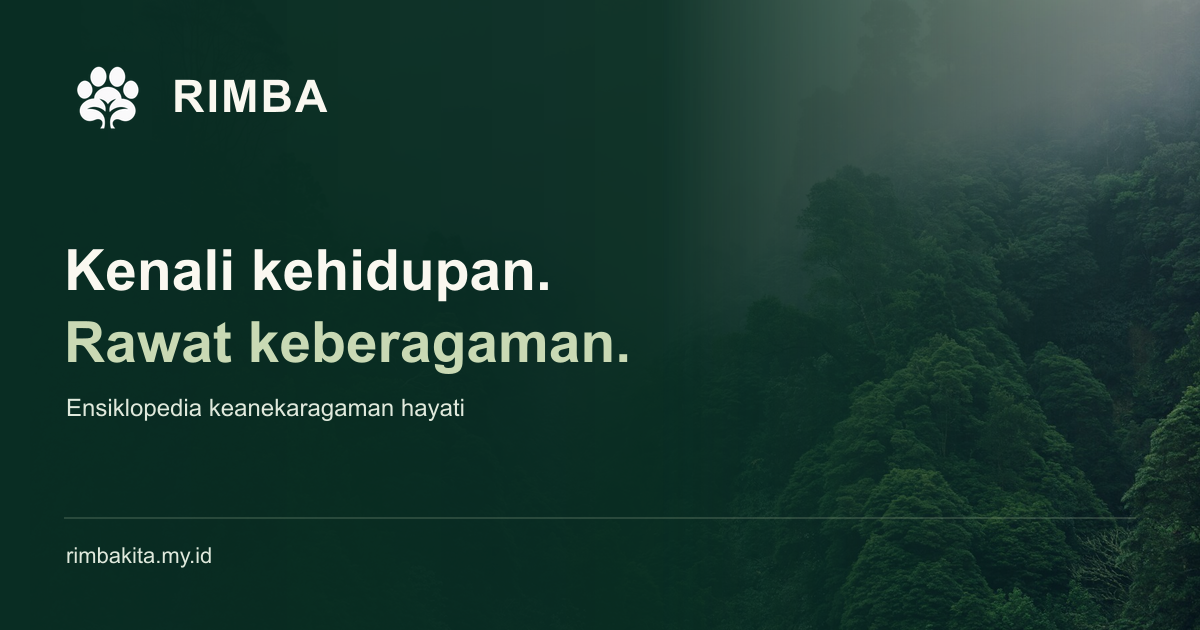 RIMBA
Kenali kehidupan.
Rawat keberagaman.
Ensiklopedia keanekaragaman hayati
rimbakita.my.id